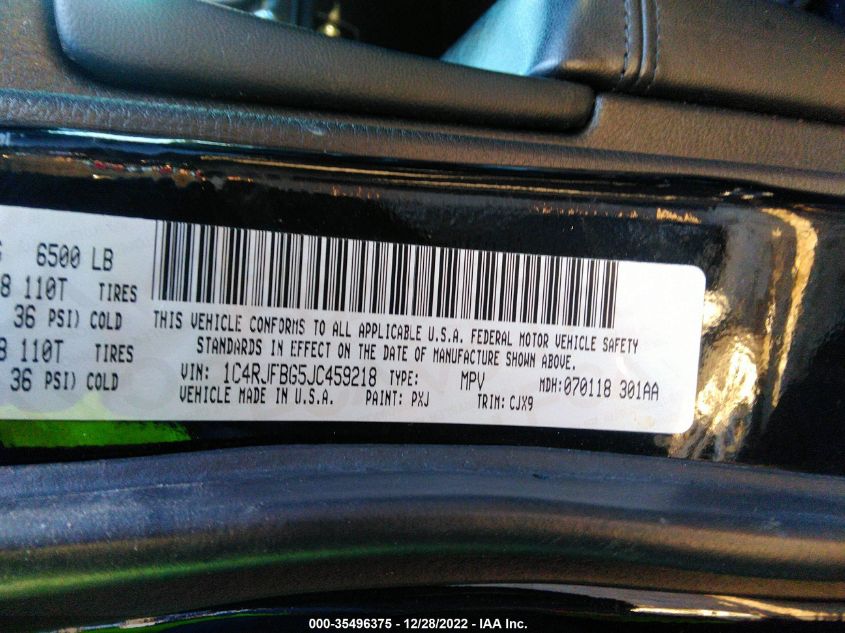 6500 LB
110T TIRES
36 PSI) COLD
110T TIRES
36 PSI) COLD
THIS VEHICLE CONFORMS TO ALL APPLICABLE U.S.A. FEDERAL MOTOR VEHICLE SAFETY
STANDARDS IN EFFECT ON THE DATE OF MANUFACTURE SHOWN ABOVE.
VIN: 1C4RJFBG5JC459218 TYPE: MPV MDH:070118 301AA
VEHICLE MADE IN U.S.A. PAINT: PXJ TRIM: CJX9
000-35496375 - 12/28/2022 - IAA Inc.